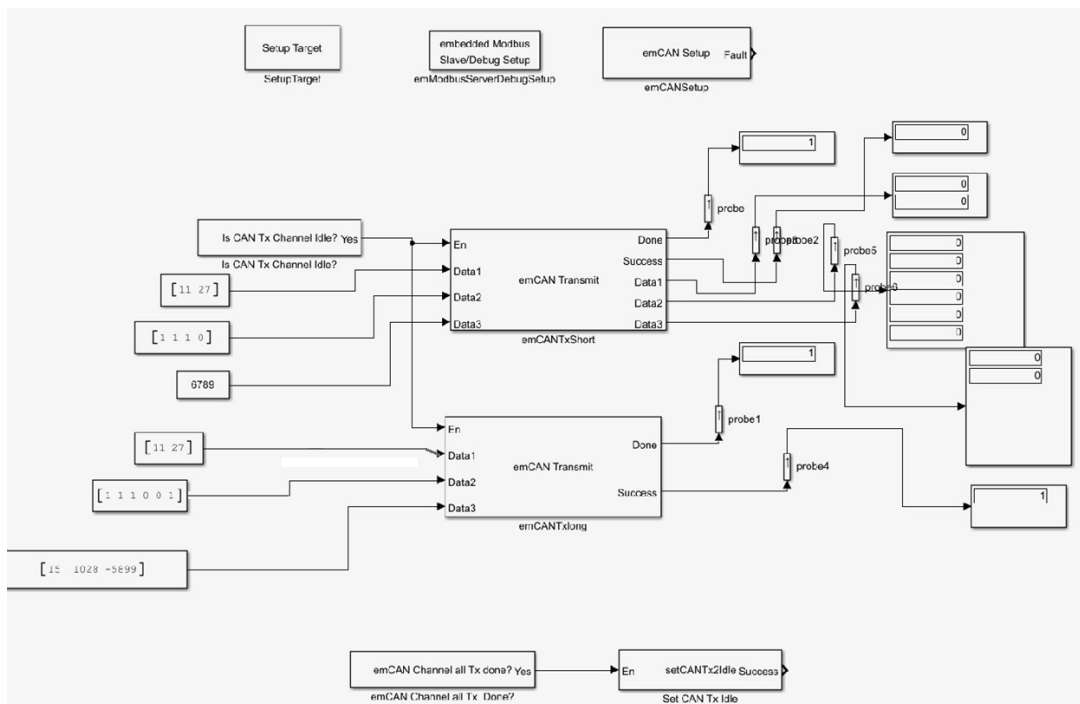 Setup Target
SetupTarget
embedded Modbus
Slave/Debug Setup
emModbusServerDebugSetup
emCAN Setup
Fault
emCANSetup
1
0
0
0
probe
Is CAN Tx Channel Idle? Yes
Is CAN Tx Channel Idle?
En
Data1
Data2
Data3
emCAN Transmit
Done
Success
Data1
Data2
Data3
emCANTxShort
probe2
probe5
probe6
0
0
0
0
0
0
[11 27]
[1 1 1 0]
6789
1
0
0
probe1
[11 27]
[1 1 1 0 0 1]
[15 1028 -5899]
En
Data1
Data2
Data3
emCAN Transmit
Done
Success
emCANTxlong
probe4
1
emCAN Channel all Tx done? Yes
emCAN Channel all Tx Done?
En
setCANTx2Idle
Success
Set CAN Tx Idle